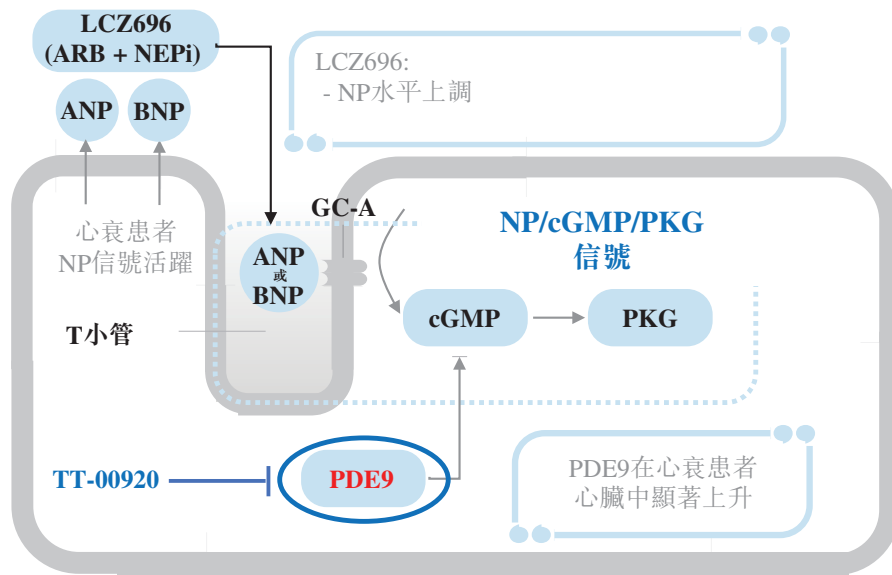 LCZ696
(ARB + NEPi)
ANP
BNP
LCZ696:
- NP水平上調
心衰患者
NP信號活躍
GC-A
NP/cGMP/PKG
信號
ANP
或
BNP
T小管
cGMP
PKG
TT-00920
PDE9
PDE9在心衰患者
心臟中顯著上升